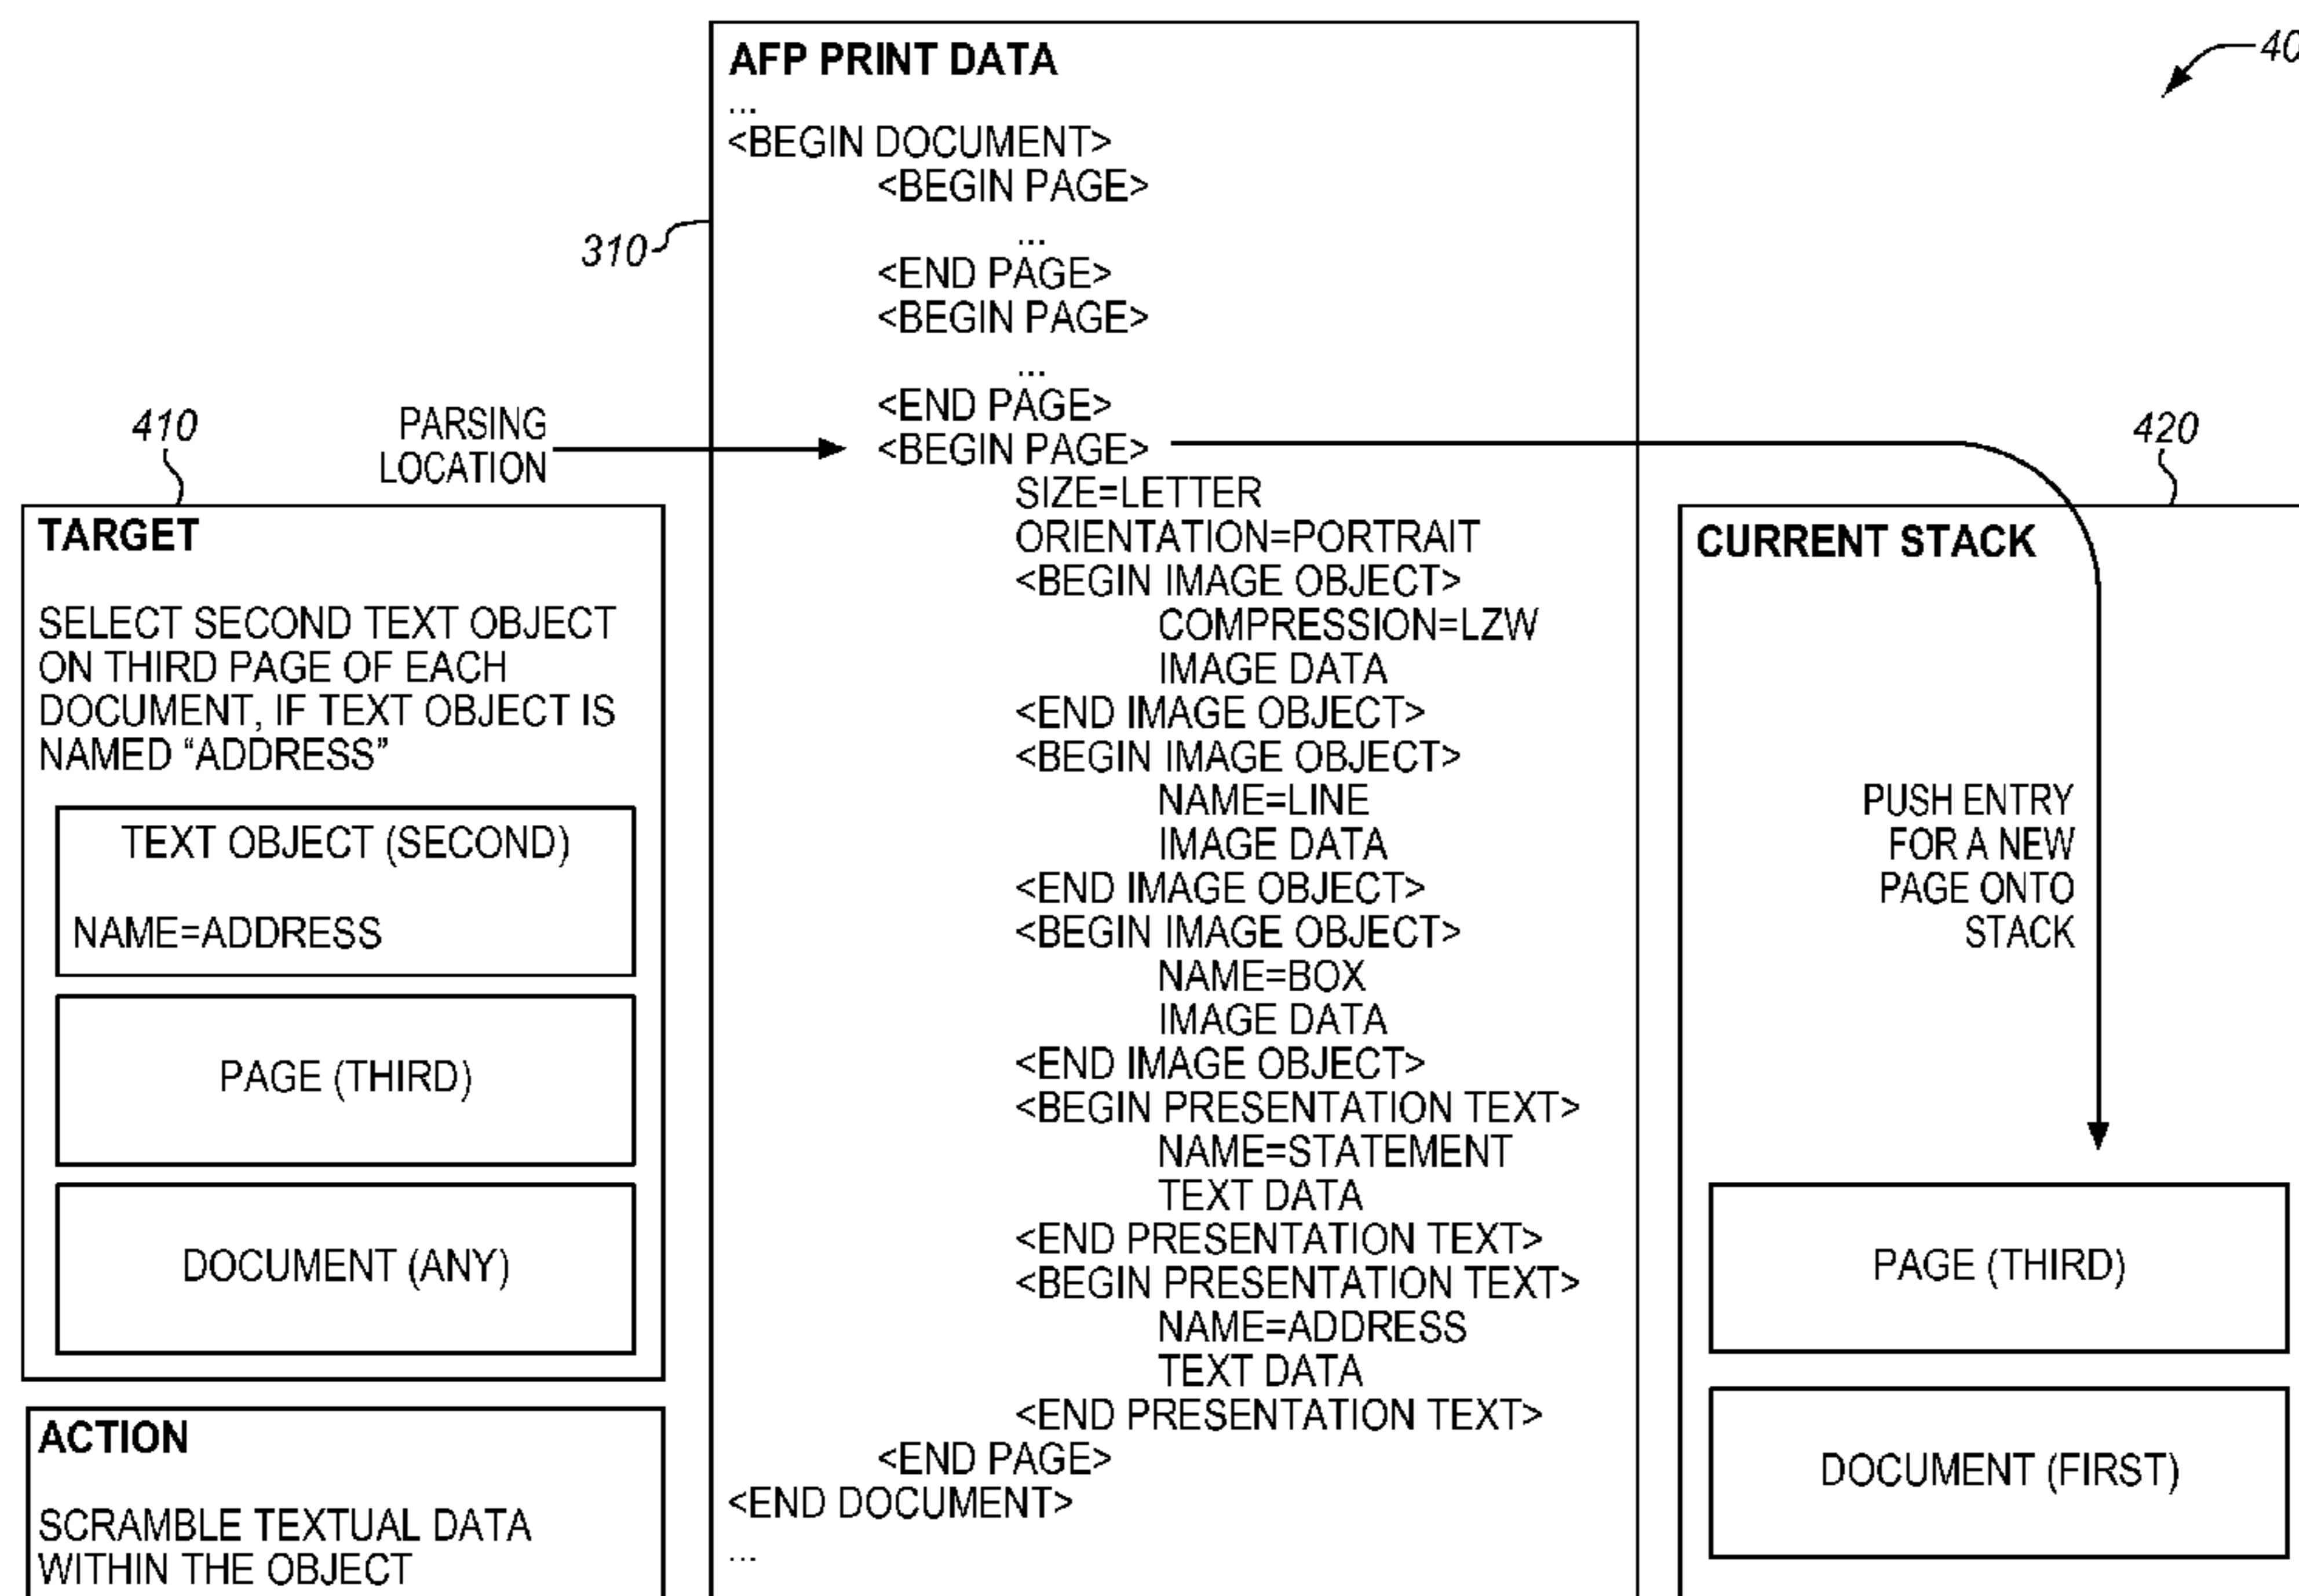 AFP PRINT DATA
...
<BEGIN DOCUMENT>
<BEGIN PAGE>
...
<END PAGE>
<BEGIN PAGE>
...
<END PAGE>
<BEGIN PAGE>
SIZE=LETTER
ORIENTATION=PORTRAIT
<BEGIN IMAGE OBJECT>
COMPRESSION=LZW
IMAGE DATA
<END IMAGE OBJECT>
<BEGIN IMAGE OBJECT>
NAME=LINE
IMAGE DATA
<END IMAGE OBJECT>
<BEGIN IMAGE OBJECT>
NAME=BOX
IMAGE DATA
<END IMAGE OBJECT>
<BEGIN PRESENTATION TEXT>
NAME=STATEMENT
TEXT DATA
<END PRESENTATION TEXT>
<BEGIN PRESENTATION TEXT>
NAME=ADDRESS
TEXT DATA
<END PRESENTATION TEXT>
<END PAGE>
<END DOCUMENT>
...
310
PARSING
LOCATION
410
TARGET
SELECT SECOND TEXT OBJECT
ON THIRD PAGE OF EACH
DOCUMENT, IF TEXT OBJECT IS
NAMED “ADDRESS”
TEXT OBJECT (SECOND)
NAME=ADDRESS
PAGE (THIRD)
DOCUMENT (ANY)
ACTION
SCRAMBLE TEXTUAL DATA
WITHIN THE OBJECT
420
CURRENT STACK
PUSH ENTRY
FOR A NEW
PAGE ONTO
STACK
PAGE (THIRD)
DOCUMENT (FIRST)